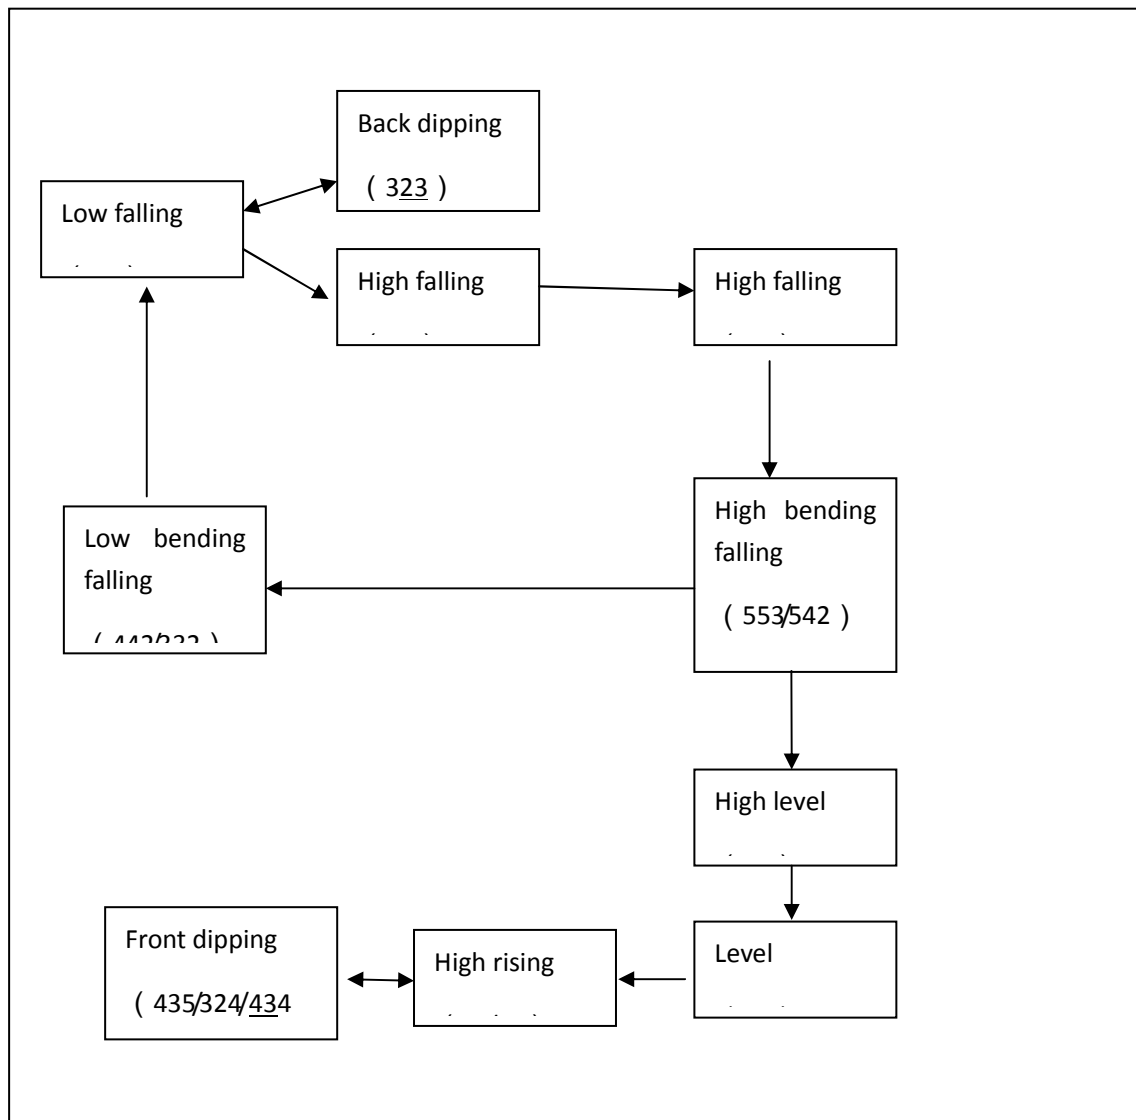 Back dipping
( 323 )
Low falling
High falling
High falling
Low bending
falling
High bending
falling
( 553/542 )
High level
Front dipping
( 435/324/434
High rising
Level